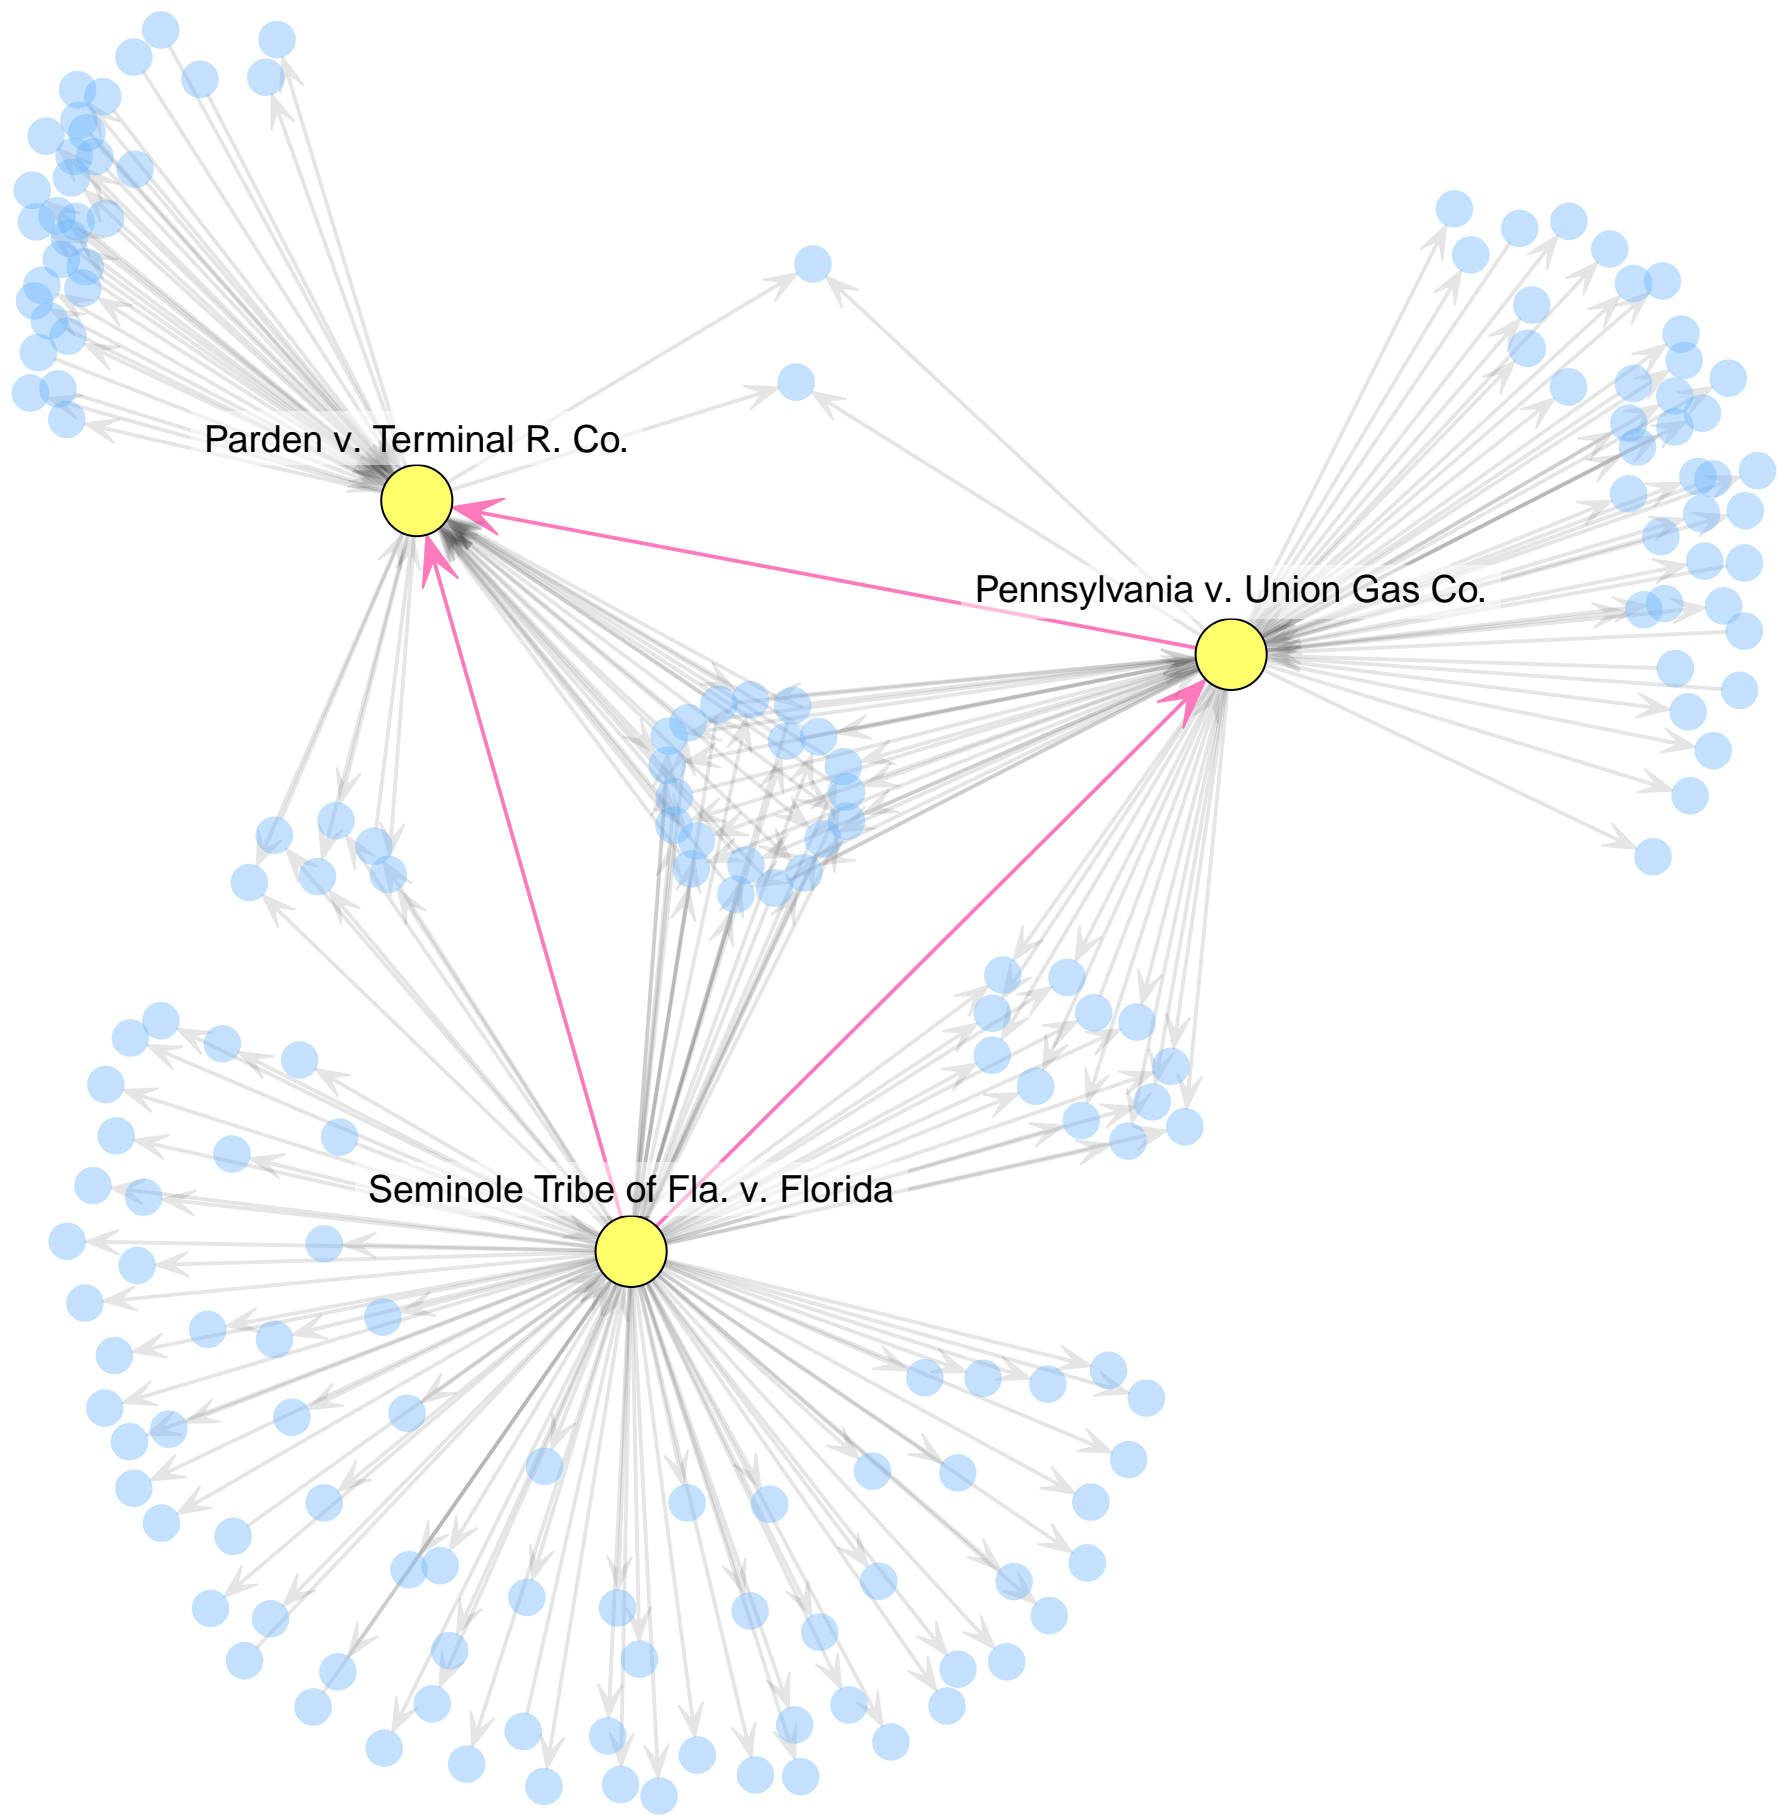 Parden v. Terminal R. Co.
Pennsylvania v. Union Gas Co.
Seminole Tribe of Fla. v. Florida